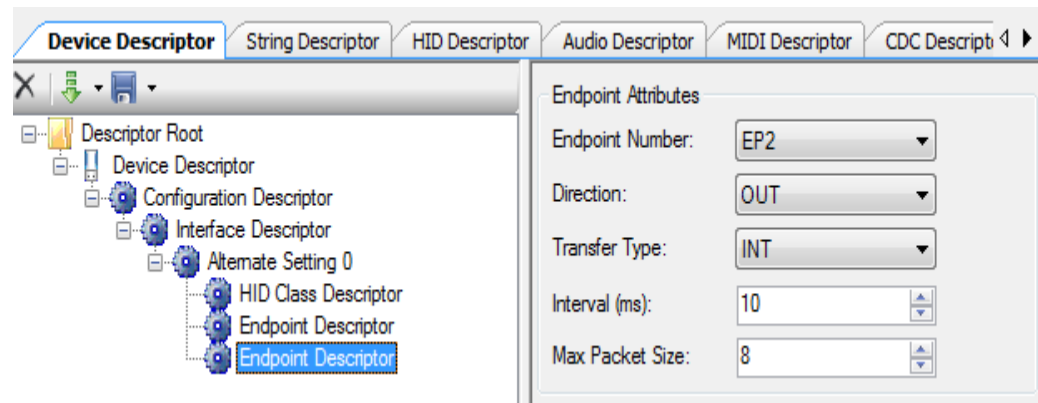 Device Descriptor String Descriptor HID Descriptor Audio Descriptor MIDI Descriptor CDC Descript
Descriptor Root
Device Descriptor
Configuration Descriptor
Interface Descriptor
Alternate Setting 0
HID Class Descriptor
Endpoint Descriptor
Endpoint Descriptor
Endpoint Attributes
Endpoint Number: EP2
Direction: OUT
Transfer Type: INT
Interval (ms): 10
Max Packet Size: 8